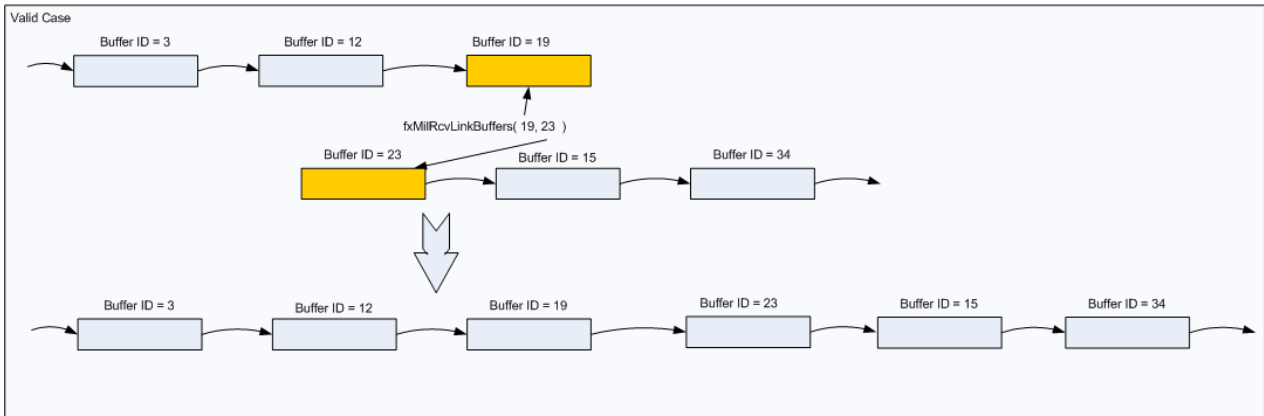 Valid Case
Buffer ID = 3
Buffer ID = 12
Buffer ID = 19
fxMilRcvLinkBuffers( 19, 23  )
Buffer ID = 23
Buffer ID = 15
Buffer ID = 34
Buffer ID = 3
Buffer ID = 12
Buffer ID = 19
Buffer ID = 23
Buffer ID = 15
Buffer ID = 34